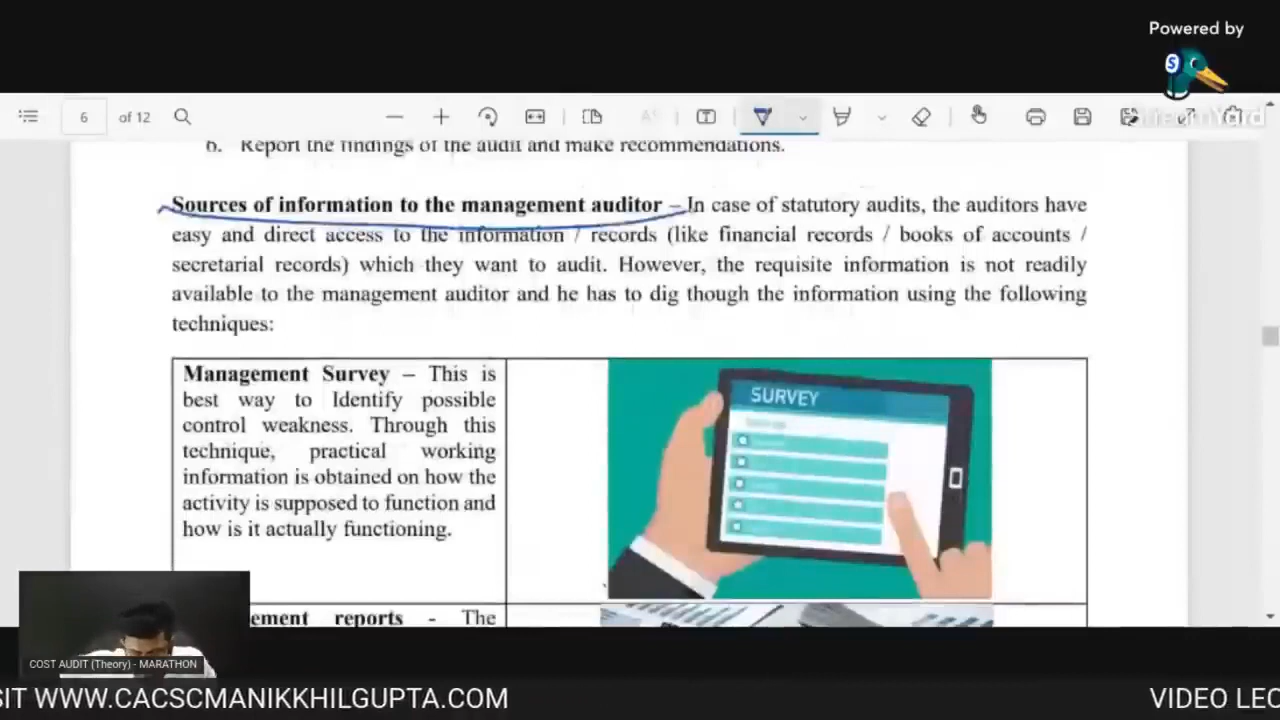 Powered by
S
6
of 12
6. Report the findings of the audit and make recommendations.
Sources of information to the management auditor – In case of statutory audits, the auditors have
easy and direct access to the information / records (like financial records / books of accounts /
secretarial records) which they want to audit. However, the requisite information is not readily
available to the management auditor and he has to dig though the information using the following
techniques:
Management Survey – This is
best way to Identify possible
control weakness. Through this
technique, practical working
information is obtained on how the
activity is supposed to function and
how is it actually functioning.
SURVEY
ement reports - The
COST AUDIT (Theory) - MARATHON
SIT WWW.CACSCMANIKKHILGUPTA.COM
VIDEO LEC